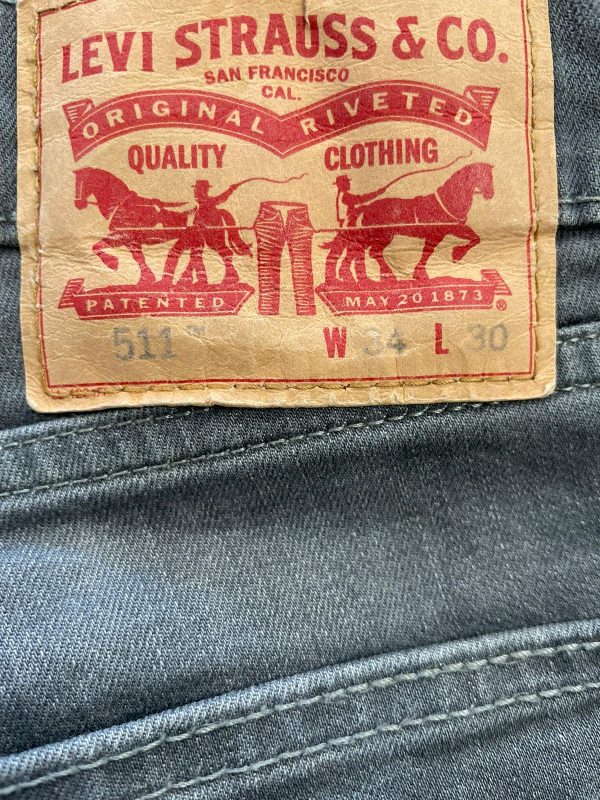 LEVI STRAUSS & CO.
SAN FRANCISCO
CAL.
ORIGINAL RIVETED
QUALITY CLOTHING
PATENTED MAY 20 1873 ®
511 W 34 L 30